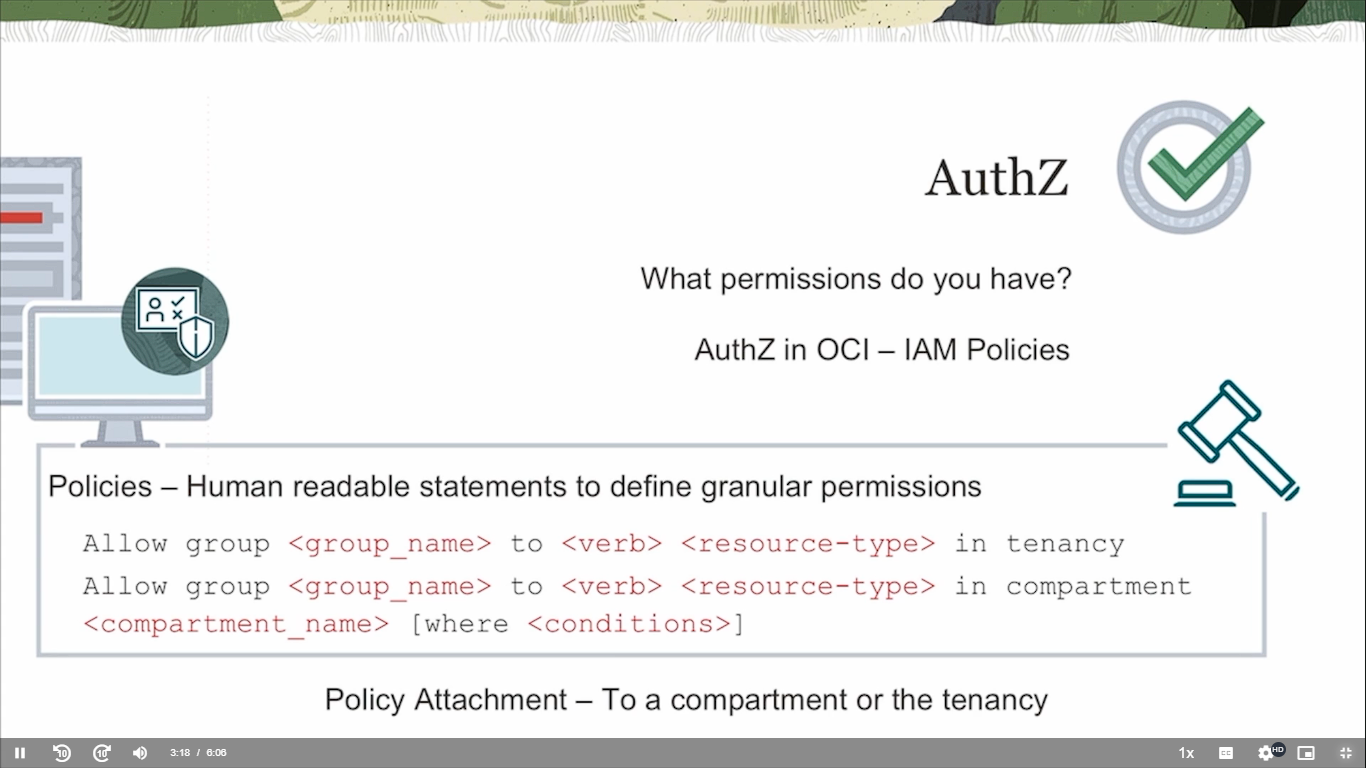 AuthZ
What permissions do you have?
AuthZ in OCI – IAM Policies
Policies – Human readable statements to define granular permissions
Allow group <group_name> to <verb> <resource-type> in tenancy
Allow group <group_name> to <verb> <resource-type> in compartment
<compartment_name> [where <conditions>]
Policy Attachment – To a compartment or the tenancy
10 10 3:18 / 6:06 1x CC HD